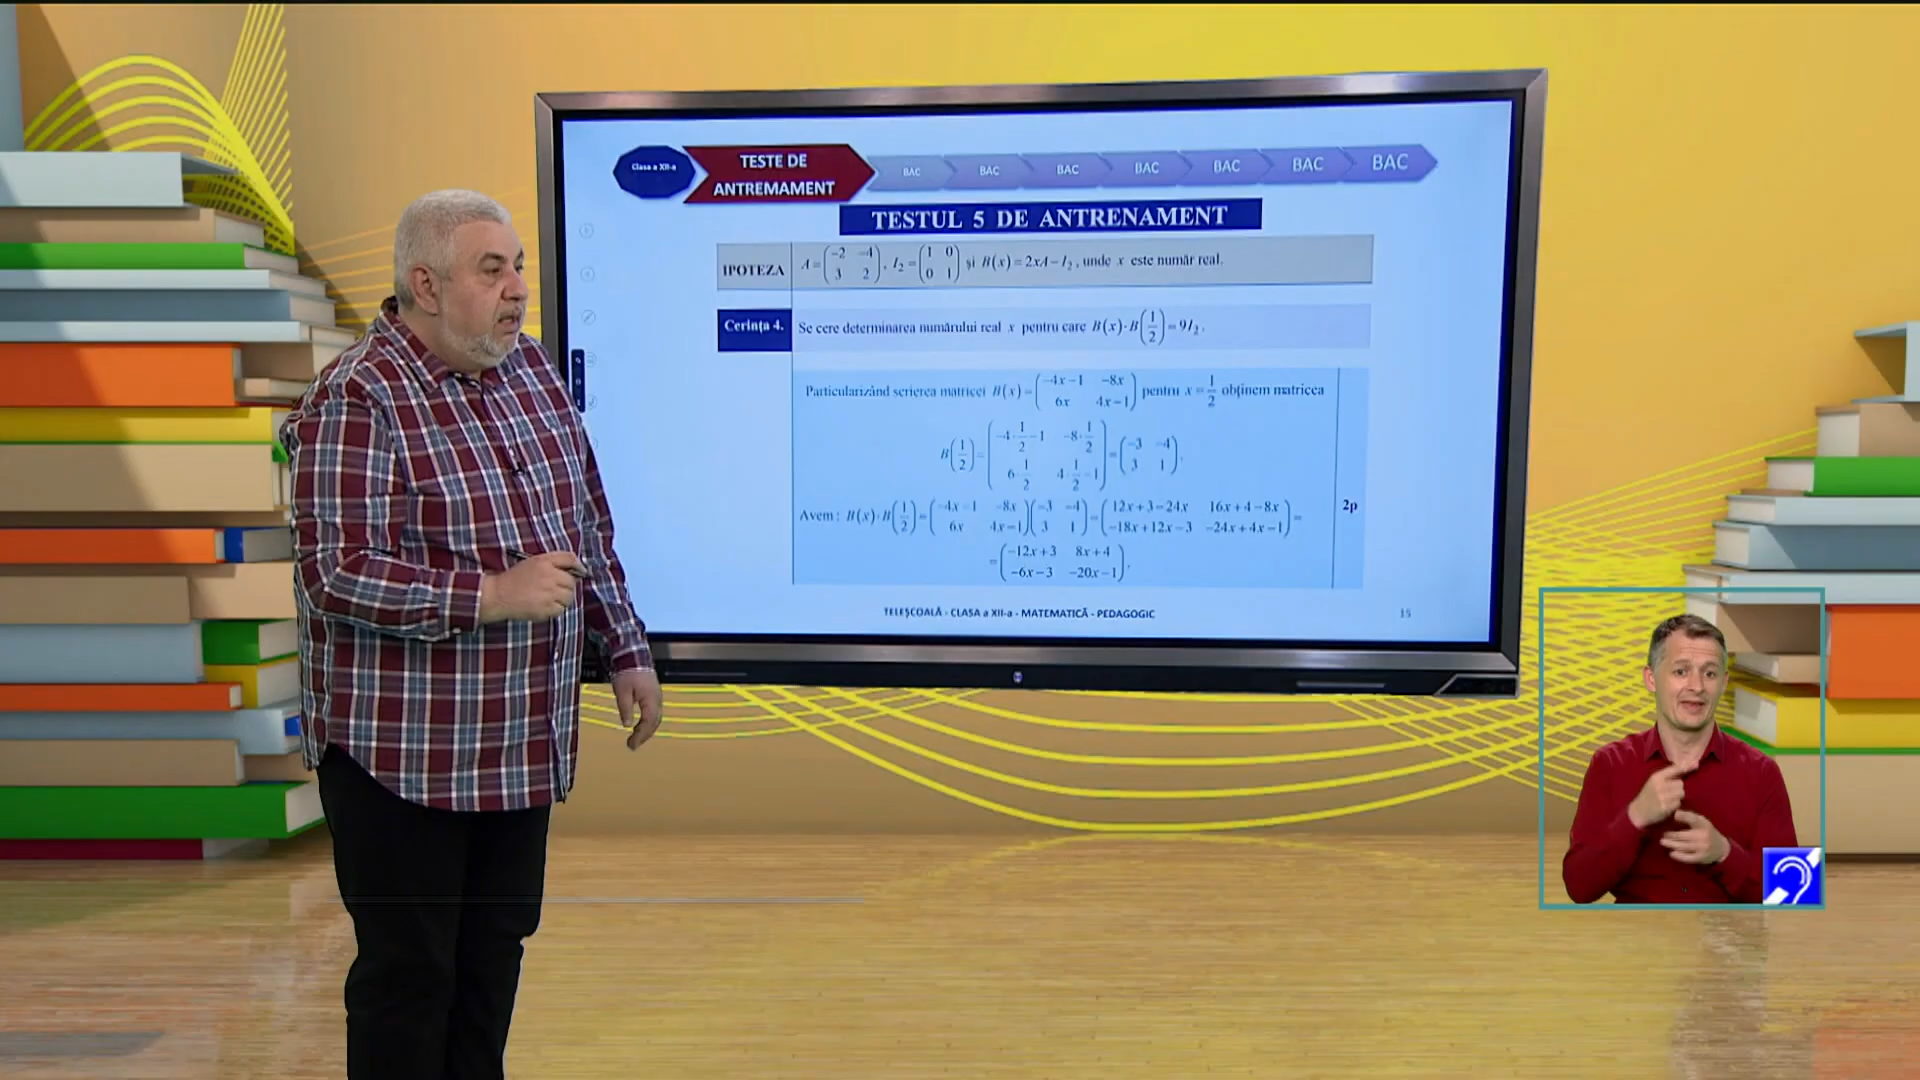 Clasa a XII-a
TESTE DE
ANTREMAMENT
BAC BAC BAC BAC BAC BAC BAC
TESTUL 5 DE ANTRENAMENT
IPOTEZA A = (−2 −4; 3 2), I₂ = (1 0; 0 1) și B(x) = 2xA − I₂, unde x este număr real.
Cerința 4. Se cere determinarea numărului real x pentru care B(x)·B(1/2) = 9I₂.
Particularizând scrierea matricei B(x) = (−4x−1 −8x; 6x 4x−1) pentru x = 1/2 obținem matricea
B(1/2) = (−4·1/2−1 −8·1/2; 6·1/2 4·1/2−1) = (−3 −4; 3 1).
Avem: B(x)·B(1/2) = (−4x−1 −8x; 6x 4x−1)(−3 −4; 3 1) = (12x+3−24x 16x+4−8x; −18x+12x−3 −24x+4x−1) =
= (−12x+3 8x+4; −6x−3 −20x−1).
2p
TELEȘCOALĂ - CLASA a XII-a - MATEMATICĂ - PEDAGOGIC
15